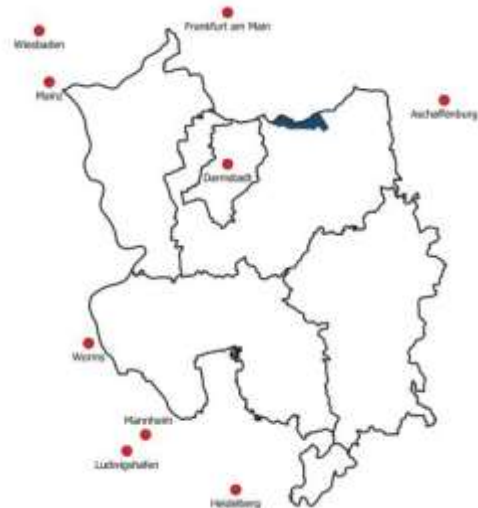 Frankfurt am Main
Wiesbaden
Mainz
Aschaffenburg
Darmstadt
Worms
Mannheim
Ludwigshafen
Heidelberg